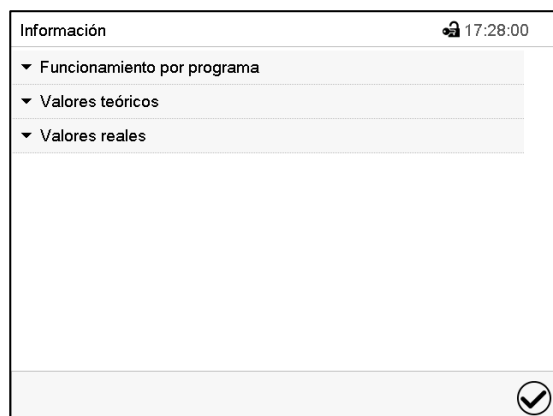 Información 17:28:00
Funcionamiento por programa
Valores teóricos
Valores reales